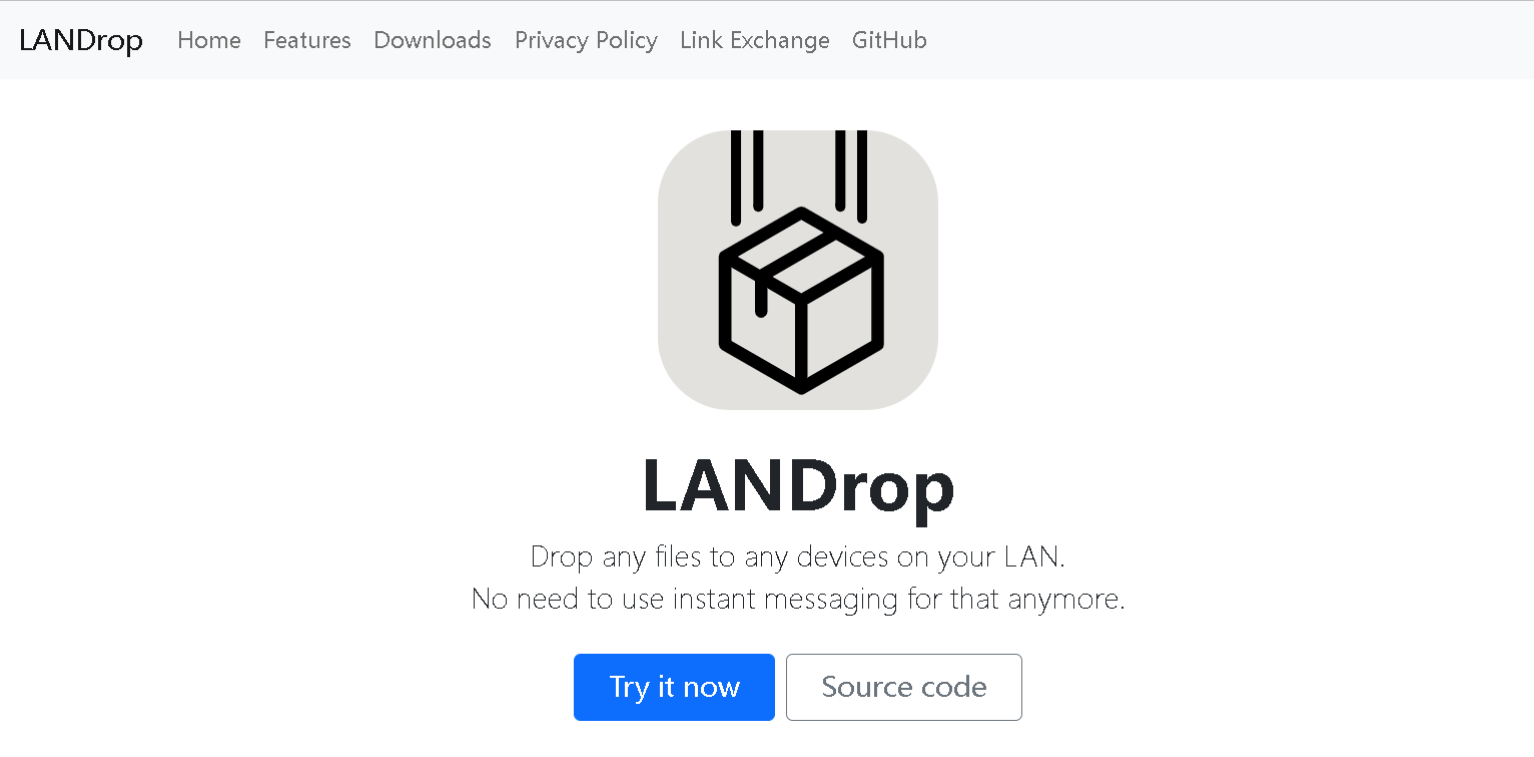 LANDrop Home Features Downloads Privacy Policy Link Exchange GitHub
LANDrop
Drop any files to any devices on your LAN.
No need to use instant messaging for that anymore.
Try it now Source code